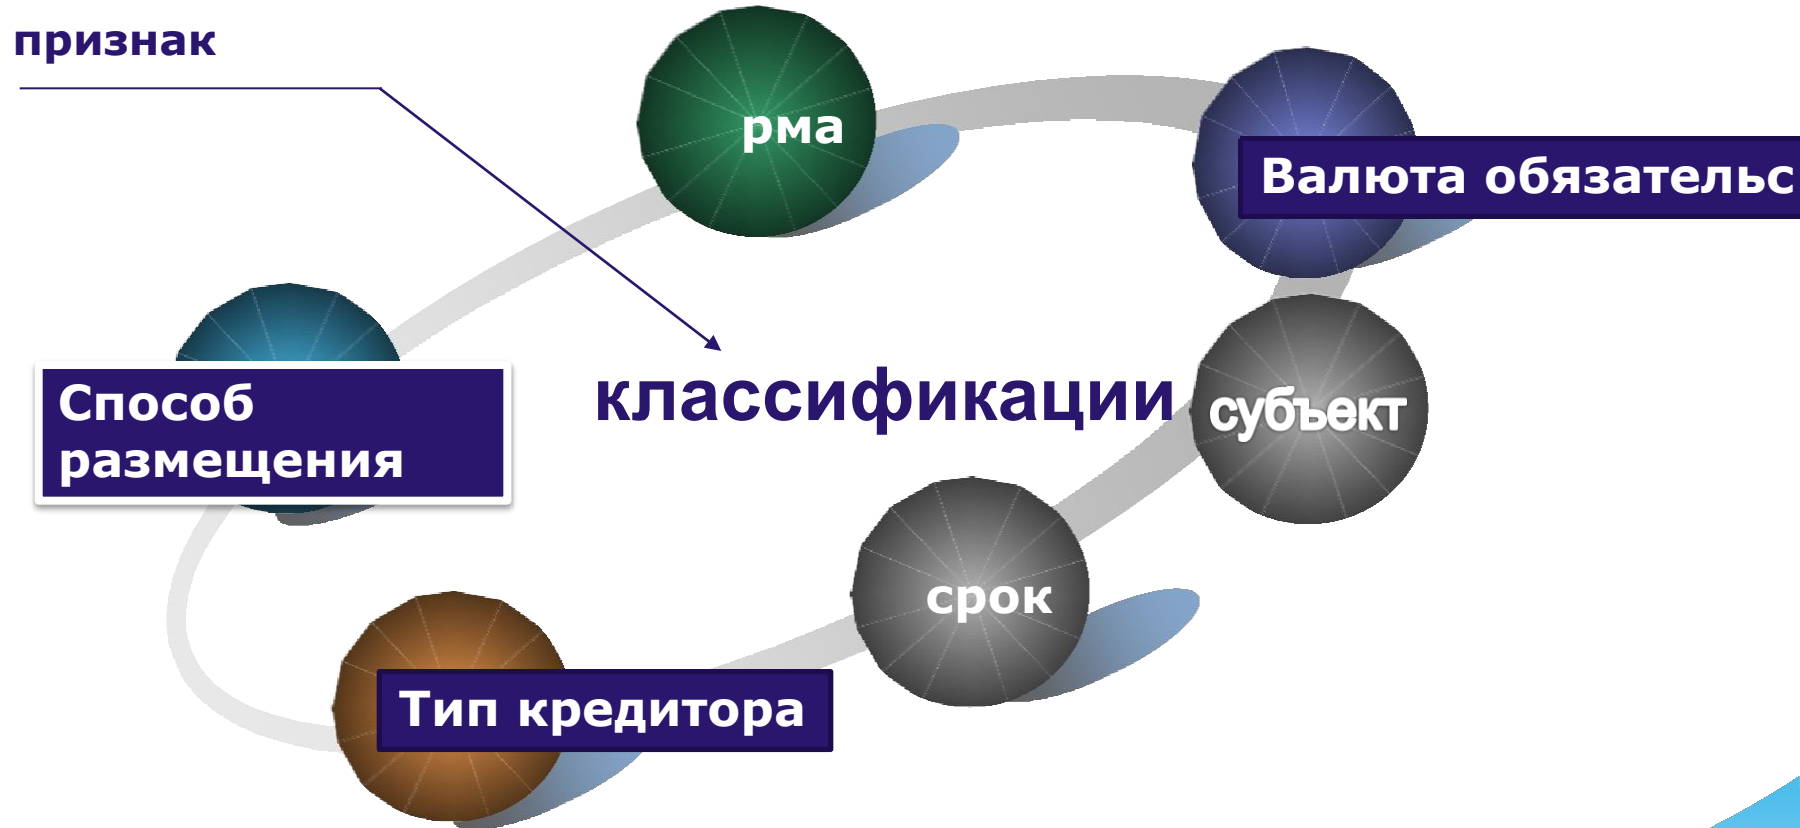 признак
рма
Валюта обязательс
Способ
размещения
классификации
субъект
срок
Тип кредитора